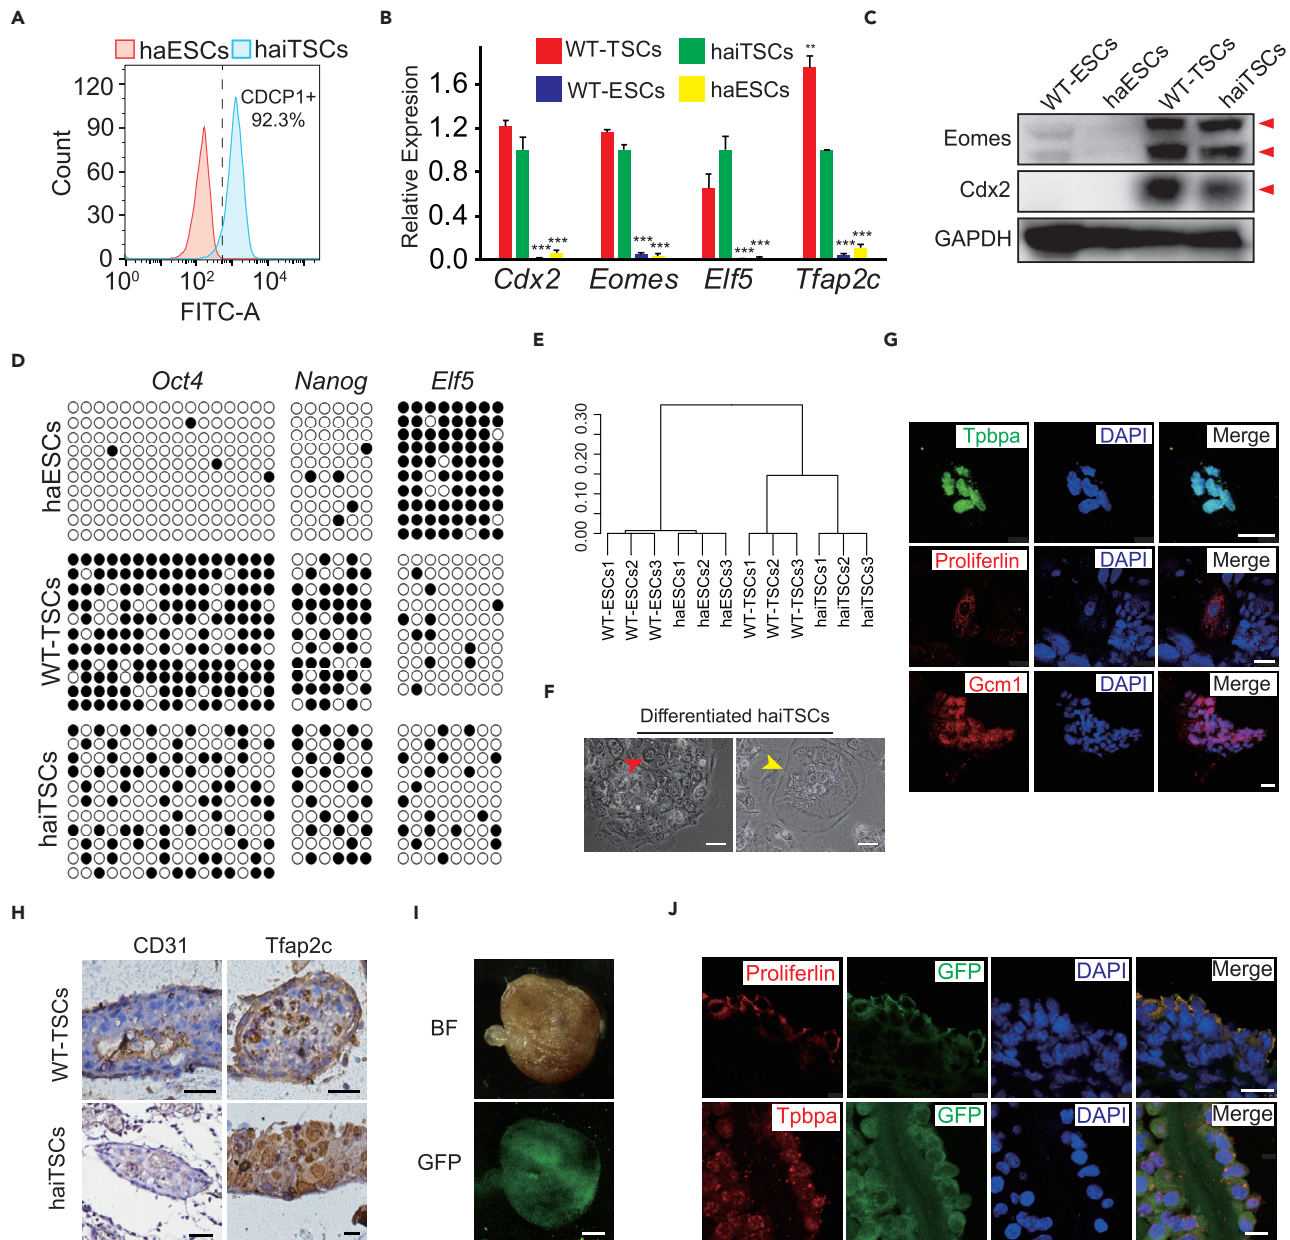 A
haESCs haiTSCs
CDCP1+
92.3%
Count
120
90
60
30
0
10⁰ 10² 10⁴
FITC-A
B
WT-TSCs haiTSCs
WT-ESCs haESCs
Relative Expression
1.6
1.2
0.8
0.4
0.0
*** ***
*** ***
*** ***
** *** ***
Cdx2 Eomes Elf5 Tfap2c
C
WT-ESCs haESCs WT-TSCs haiTSCs
Eomes
Cdx2
GAPDH
D
Oct4 Nanog Elf5
haESCs
WT-TSCs
haiTSCs
E
0.30
0.20
0.10
0.00
WT-ESCs1
WT-ESCs2
WT-ESCs3
haESCs1
haESCs2
haESCs3
WT-TSCs1
WT-TSCs2
WT-TSCs3
haiTSCs1
haiTSCs2
haiTSCs3
F
Differentiated haiTSCs
G
Tpbpa DAPI Merge
Proliferlin DAPI Merge
Gcm1 DAPI Merge
H
CD31 Tfap2c
WT-TSCs
haiTSCs
I
BF
GFP
J
Proliferlin GFP DAPI Merge
Tpbpa GFP DAPI Merge